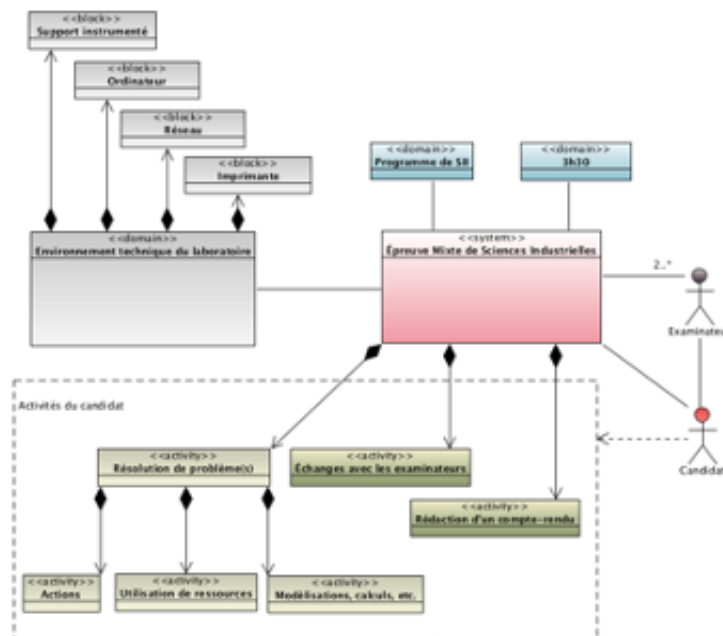 <<block>>
Support instrumenté
<<block>>
Ordinateur
<<block>>
Réseau
<<block>>
Imprimante
<<domain>>
Programme de SII
<<domain>>
3h30
<<domain>>
Environnement technique du laboratoire
<<system>>
Épreuve Mixte de Sciences Industrielles
2..*
Examinateur
Activités du candidat
<<activity>>
Résolution de problème(s)
<<activity>>
Échanges avec les examinateurs
Candidat
<<activity>>
Rédaction d'un compte-rendu
<<activity>>
Actions
<<activity>>
Utilisation de ressources
<<activity>>
Modélisations, calculs, etc.